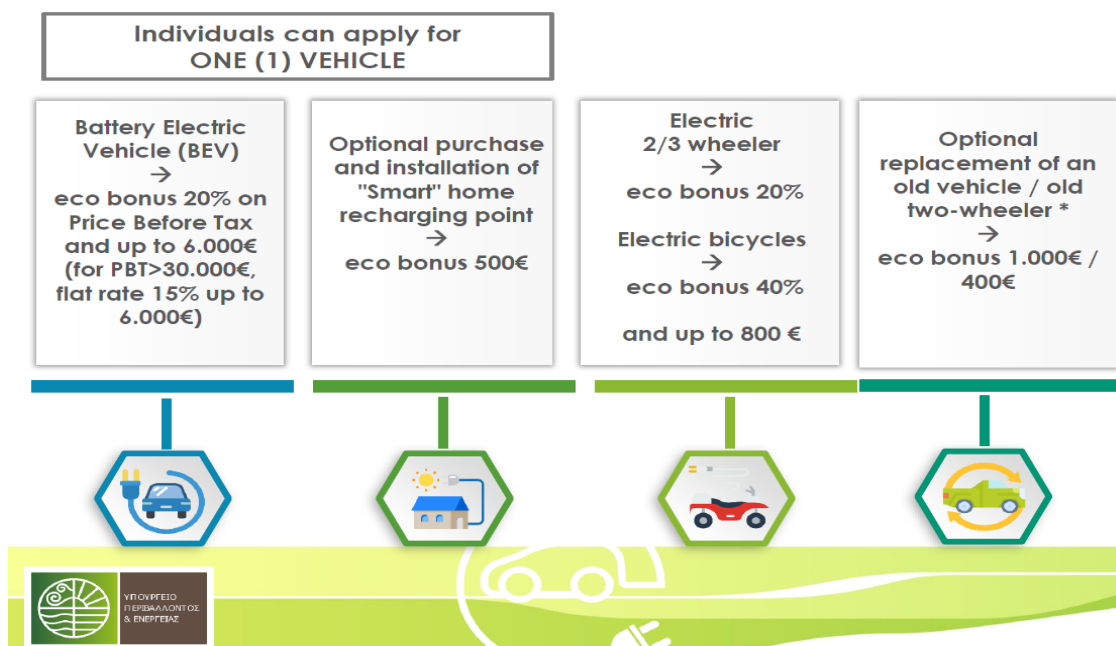 Individuals can apply for
ONE (1) VEHICLE
Battery Electric
Vehicle (BEV)
→
eco bonus 20% on
Price Before Tax
and up to 6.000€
(for PBT>30.000€,
flat rate 15% up to
6.000€)
Optional purchase
and installation of
"Smart" home
recharging point
→
eco bonus 500€
Electric
2/3 wheeler
→
eco bonus 20%
Electric bicycles
→
eco bonus 40%
and up to 800 €
Optional
replacement of an
old vehicle / old
two-wheeler *
→
eco bonus 1.000€ /
400€
ΥΠΟΥΡΓΕΙΟ
ΠΕΡΙΒΑΛΛΟΝΤΟΣ
& ΕΝΕΡΓΕΙΑΣ